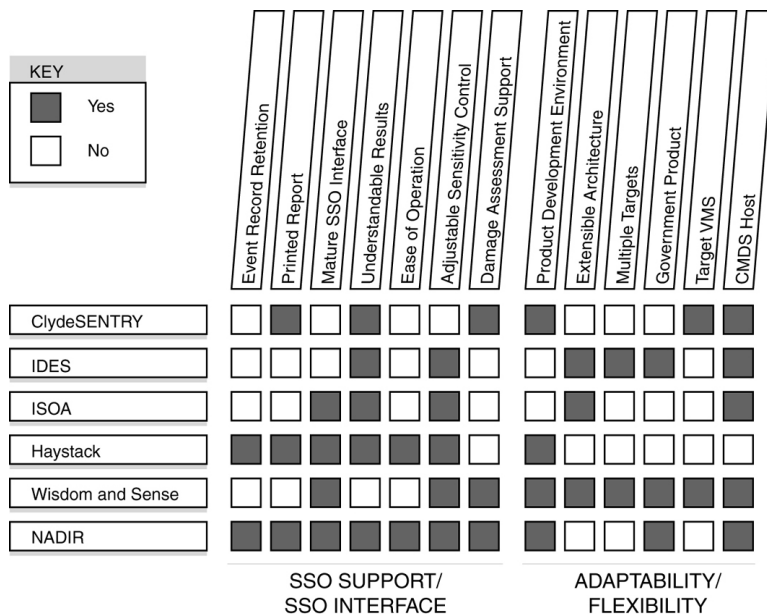 KEY
Yes
No
Event Record Retention
Printed Report
Mature SSO Interface
Understandable Results
Ease of Operation
Adjustable Sensitivity Control
Damage Assessment Support
Product Development Environment
Extensible Architecture
Multiple Targets
Government Product
Target VMS
CMDS Host
ClydeSENTRY
IDES
ISOA
Haystack
Wisdom and Sense
NADIR
SSO SUPPORT/
SSO INTERFACE
ADAPTABILITY/
FLEXIBILITY